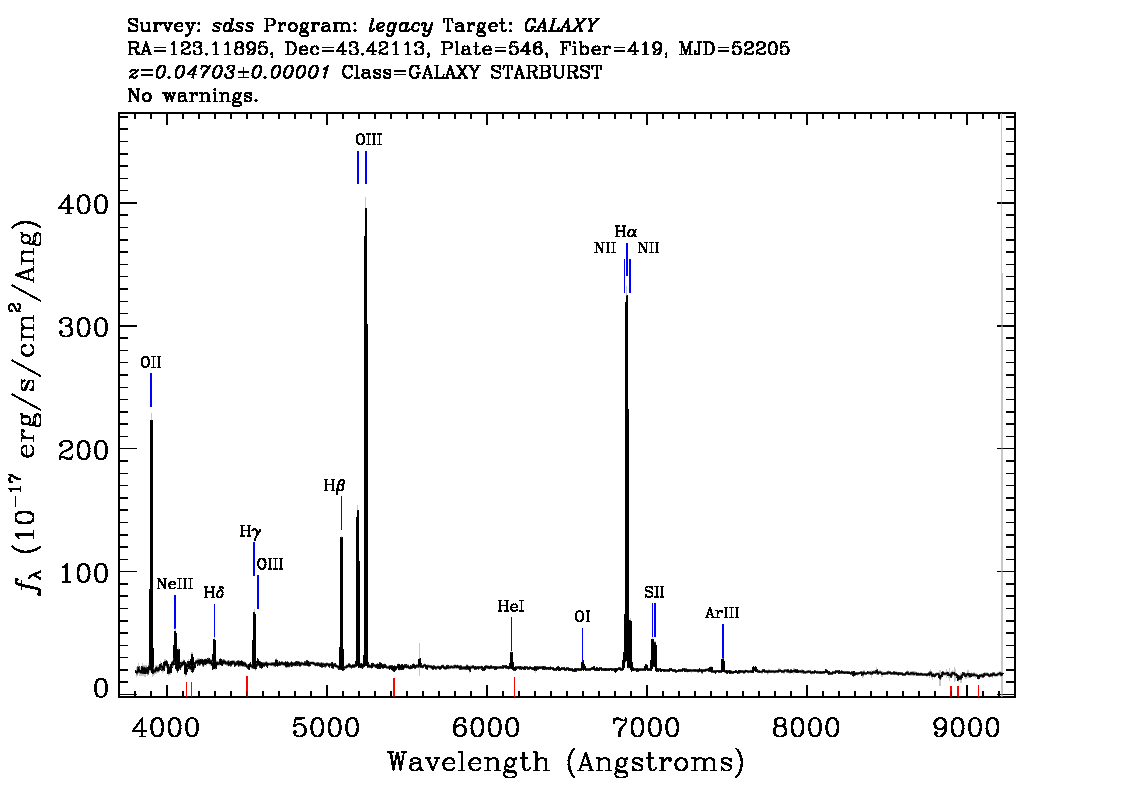 Survey: sdss Program: legacy Target: GALAXY
RA=123.11895, Dec=43.42113, Plate=546, Fiber=419, MJD=52205
z=0.04703±0.00001 Class=GALAXY STARBURST
No warnings.
OIII
400
Hα
NII NII
300
OII
200
Hβ
Hγ
OIII
100
NeIII
Hδ
HeI
OI
SII
ArIII
0
4000 5000 6000 7000 8000 9000
Wavelength (Angstroms)
f_λ (10^−17 erg/s/cm^2/Ang)